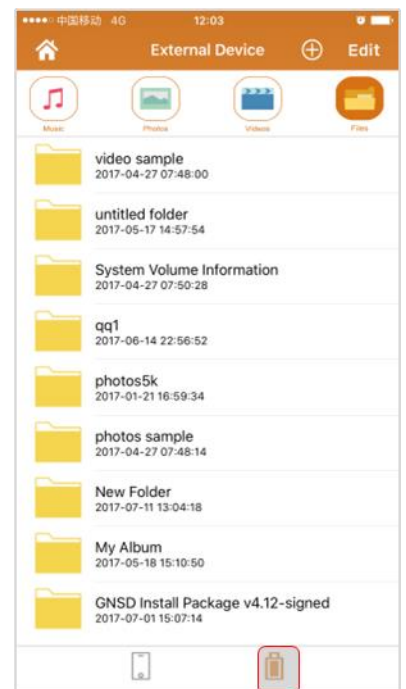 中国移动 4G 12:03
External Device Edit
Music Photos Videos Files
video sample
2017-04-27 07:48:00
untitled folder
2017-05-17 14:57:54
System Volume Information
2017-04-27 07:50:28
qq1
2017-06-14 22:56:52
photos5k
2017-01-21 16:59:34
photos sample
2017-04-27 07:48:14
New Folder
2017-07-11 13:04:18
My Album
2017-05-18 15:10:50
GNSD Install Package v4.12-signed
2017-07-01 15:07:14